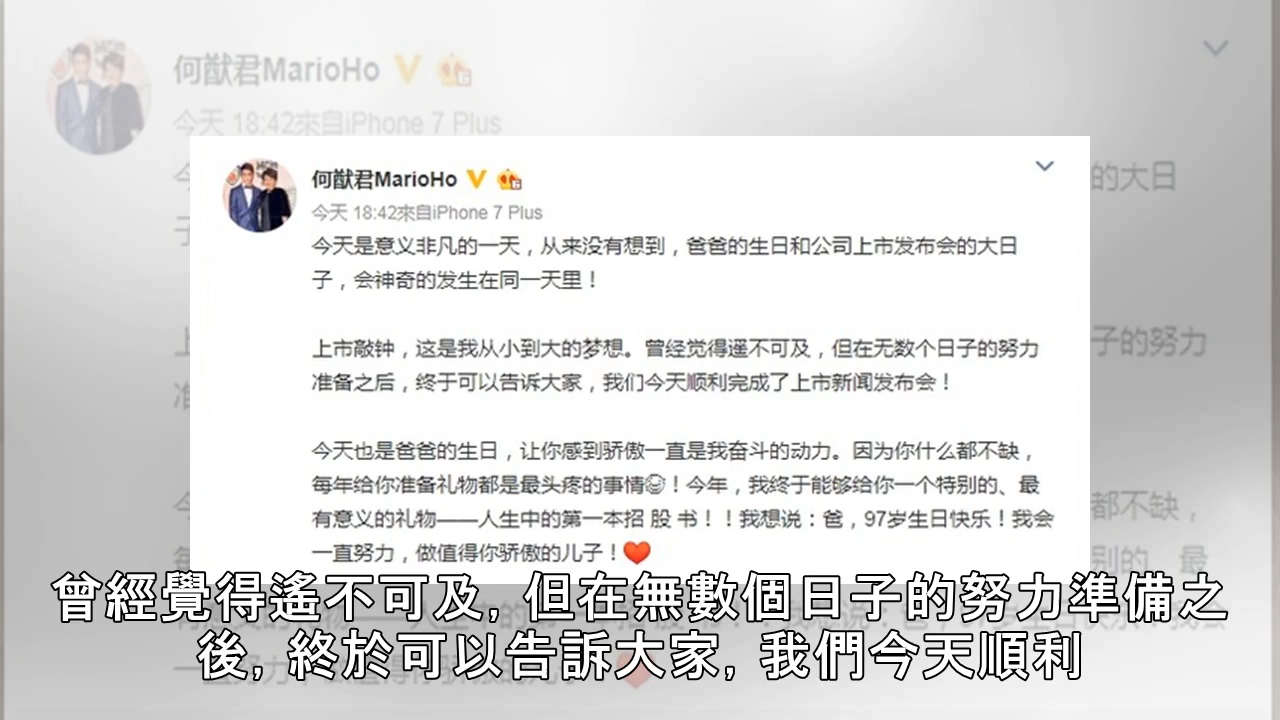 何猷君MarioHo
今天 18:42來自iPhone 7 Plus
今天是意义非凡的一天，从来没有想到，爸爸的生日和公司上市发布会的大日
子，会神奇的发生在同一天里！
上市敲钟，这是我从小到大的梦想。曾经觉得遥不可及，但在无数个日子的努力
准备之后，终于可以告诉大家，我们今天顺利完成了上市新闻发布会！
今天也是爸爸的生日，让你感到骄傲一直是我奋斗的动力。因为你什么都不缺，
每年给你准备礼物都是最头疼的事情！今年，我终于能够给你一个特别的、最
有意义的礼物——人生中的第一本招 股 书！！我想说：爸，97岁生日快乐！我会
一直努力，做值得你骄傲的儿子！
曾經覺得遙不可及, 但在無數個日子的努力準備之
後, 終於可以告訴大家, 我們今天順利